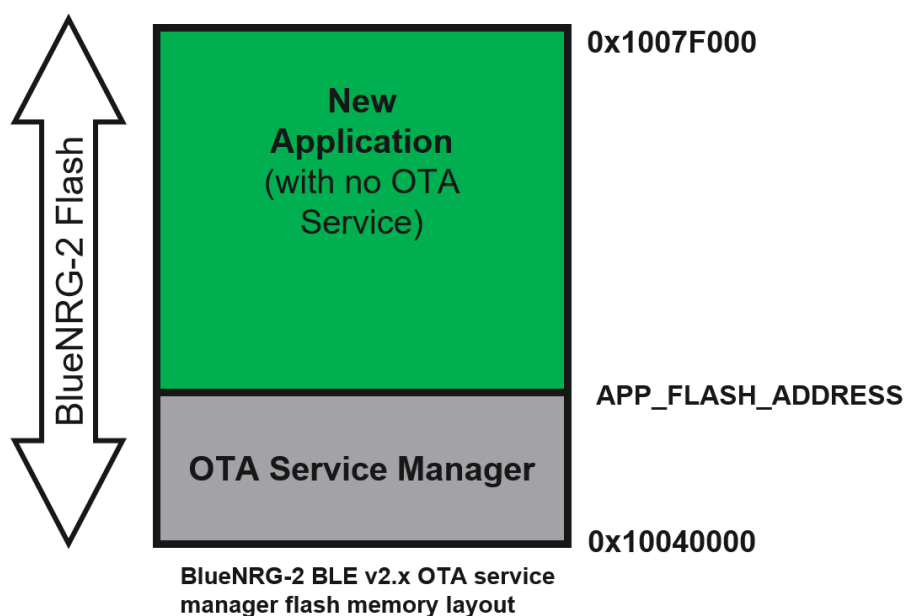 0x1007F000
New
Application
(with no OTA
Service)
BlueNRG-2 Flash
APP_FLASH_ADDRESS
OTA Service Manager
0x10040000
BlueNRG-2 BLE v2.x OTA service
manager flash memory layout